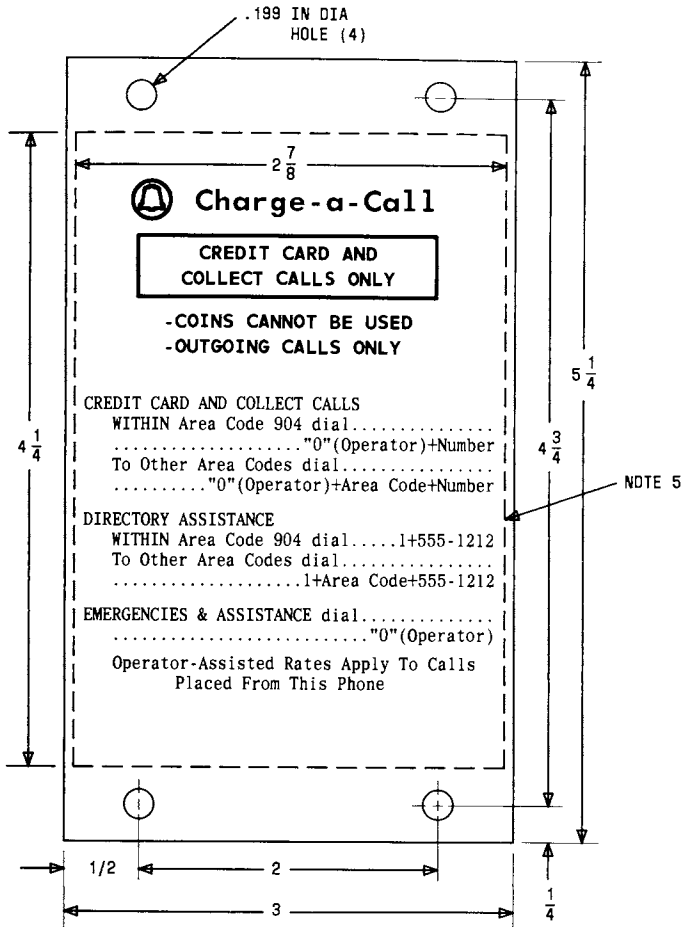 .199 IN DIA
HOLE (4)
2 7/8
Charge-a-Call
CREDIT CARD AND
COLLECT CALLS ONLY
-COINS CANNOT BE USED
-OUTGOING CALLS ONLY
5 1/4
4 1/4
4 3/4
CREDIT CARD AND COLLECT CALLS
WITHIN Area Code 904 dial...............
...................."0"(Operator)+Number
To Other Area Codes dial................
.........."0"(Operator)+Area Code+Number
NOTE 5
DIRECTORY ASSISTANCE
WITHIN Area Code 904 dial.....1+555-1212
To Other Area Codes dial................
....................1+Area Code+555-1212
EMERGENCIES & ASSISTANCE dial..............
..........................."0"(Operator)
Operator-Assisted Rates Apply To Calls
Placed From This Phone
1/2
2
3
1/4